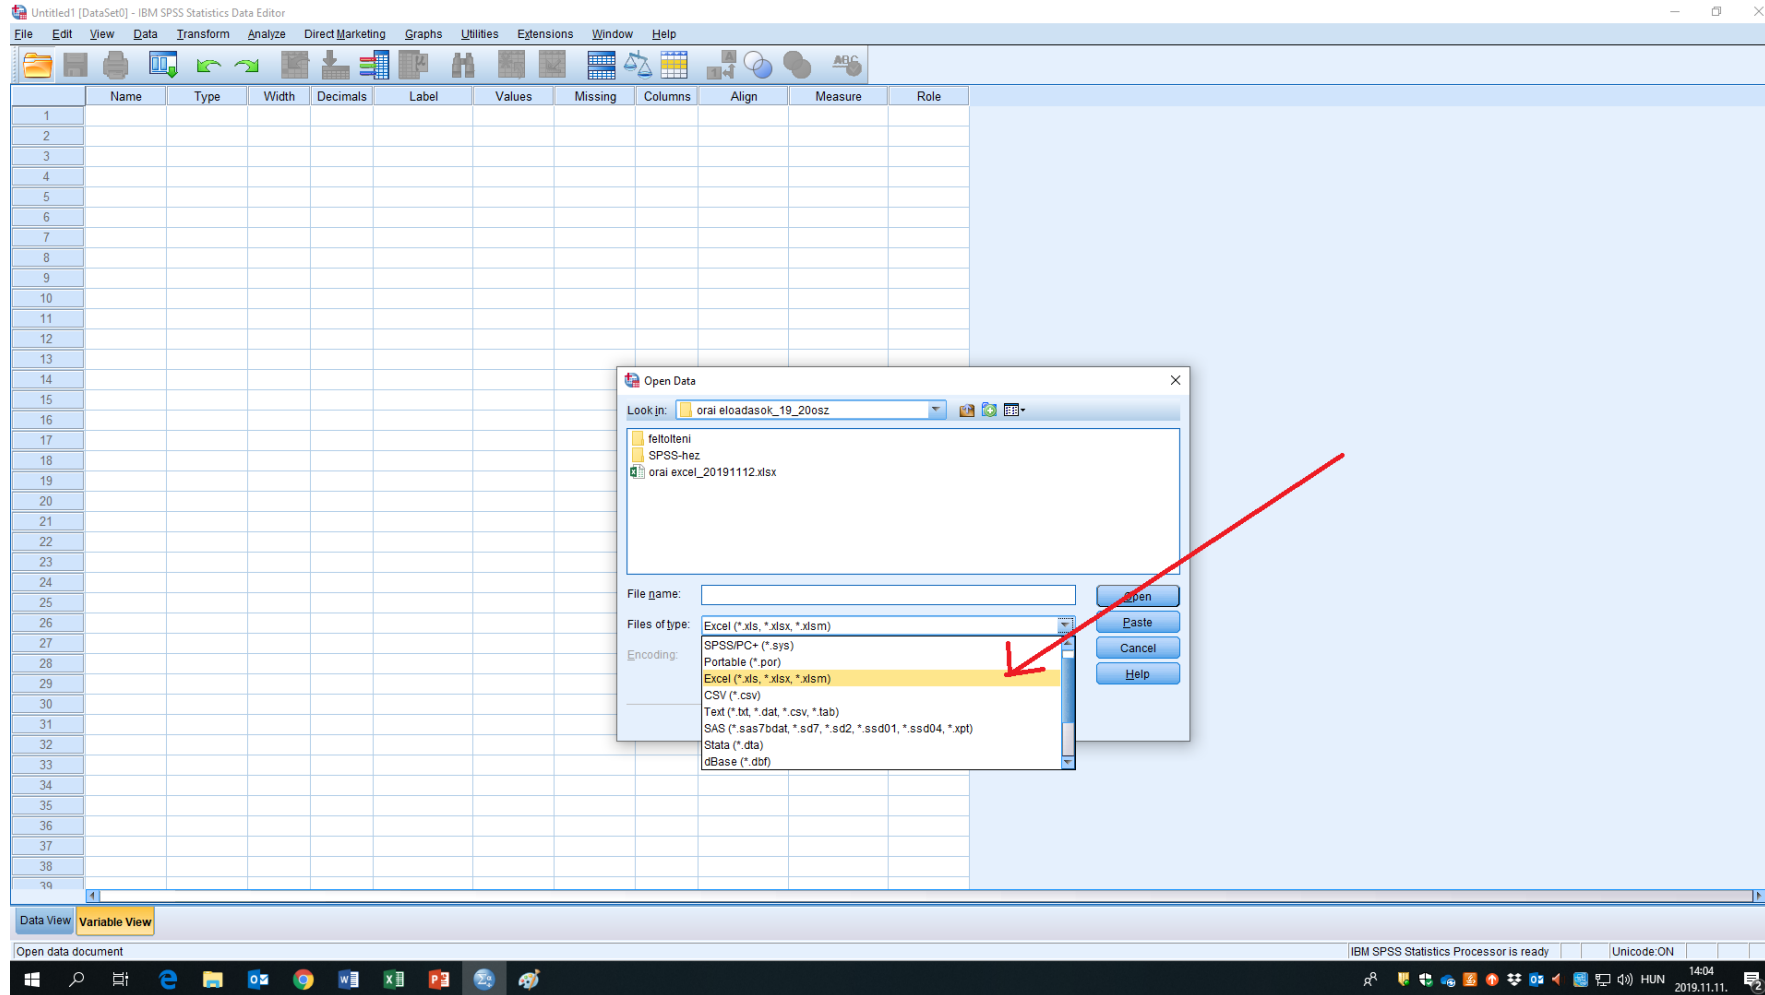 Untitled1 [DataSet0] - IBM SPSS Statistics Data Editor
File Edit View Data Transform Analyze Direct Marketing Graphs Utilities Extensions Window Help
Name Type Width Decimals Label Values Missing Columns Align Measure Role
1
2
3
4
5
6
7
8
9
10
11
12
13
14
15
16
17
18
19
20
21
22
23
24
25
26
27
28
29
30
31
32
33
34
35
36
37
38
39
Open Data
Look in: orai eloadasok_19_20osz
feltolteni
SPSS-hez
orai excel_20191112.xlsx
File name: Open
Files of type: Excel (*.xls, *.xlsx, *.xlsm) Paste
Encoding: Cancel
Help
SPSS/PC+ (*.sys)
Portable (*.por)
Excel (*.xls, *.xlsx, *.xlsm)
CSV (*.csv)
Text (*.txt, *.dat, *.csv, *.tab)
SAS (*.sas7bdat, *.sd7, *.sd2, *.ssd01, *.ssd04, *.xpt)
Stata (*.dta)
dBase (*.dbf)
Data View Variable View
Open data document IBM SPSS Statistics Processor is ready Unicode:ON
HUN 14:04
2019.11.11.